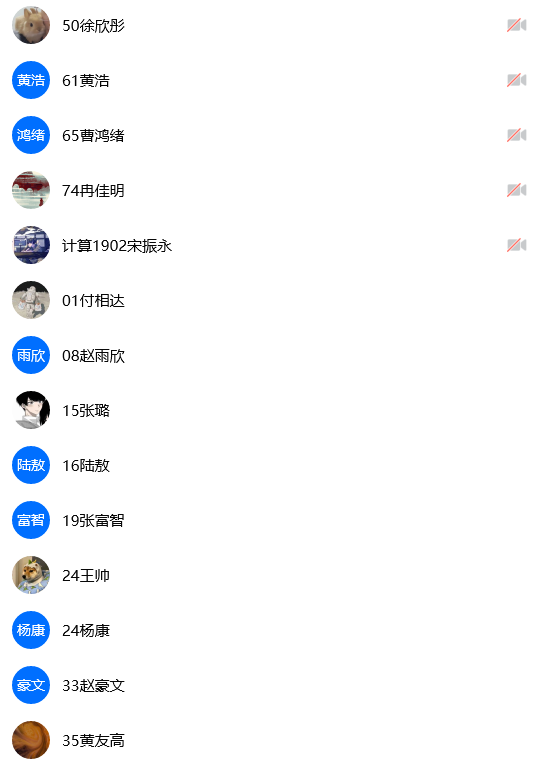 50徐欣彤
黄浩 61黄浩
鸿绪 65曹鸿绪
74冉佳明
计算1902宋振永
01付相达
雨欣 08赵雨欣
15张璐
陆敖 16陆敖
富智 19张富智
24王帅
杨康 24杨康
豪文 33赵豪文
35黄友高